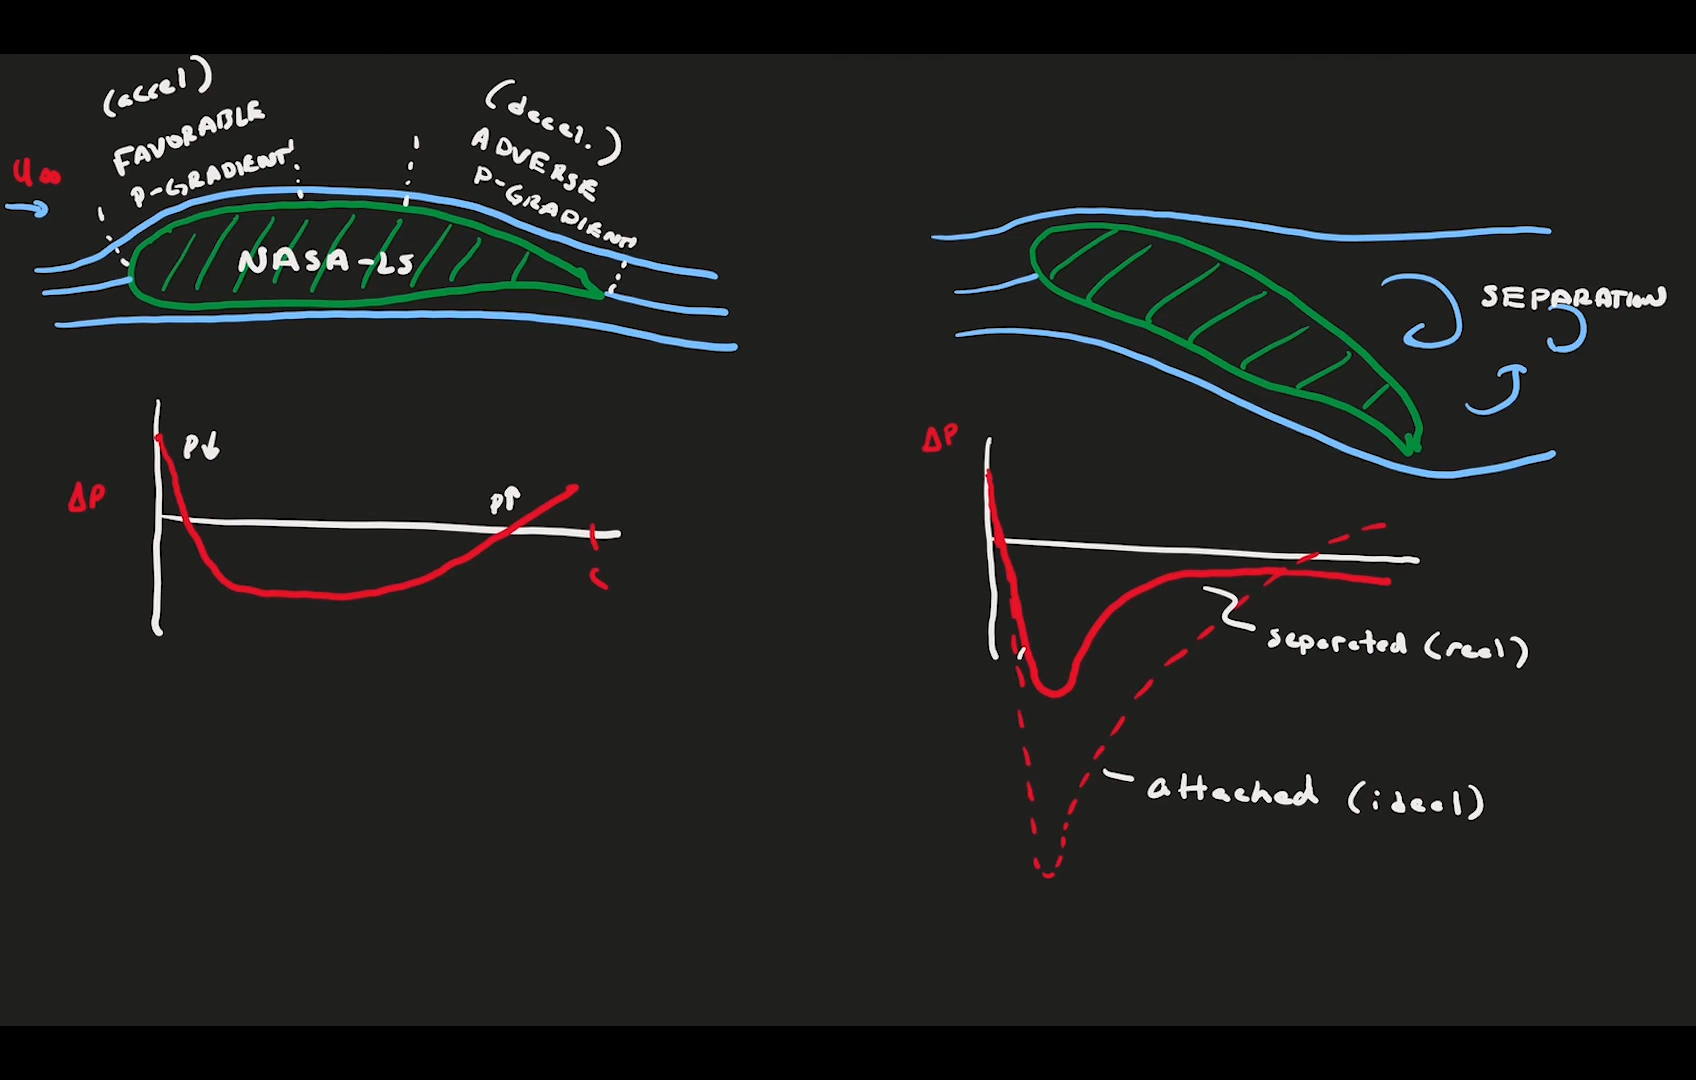 (accel)
FAVORABLE
P-GRADIENT
(decel.)
ADVERSE
P-GRADIENT
U∞
NASA-LS
SEPARATION
ΔP
P↓
P↑
c
ΔP
separated (real)
attached (ideal)